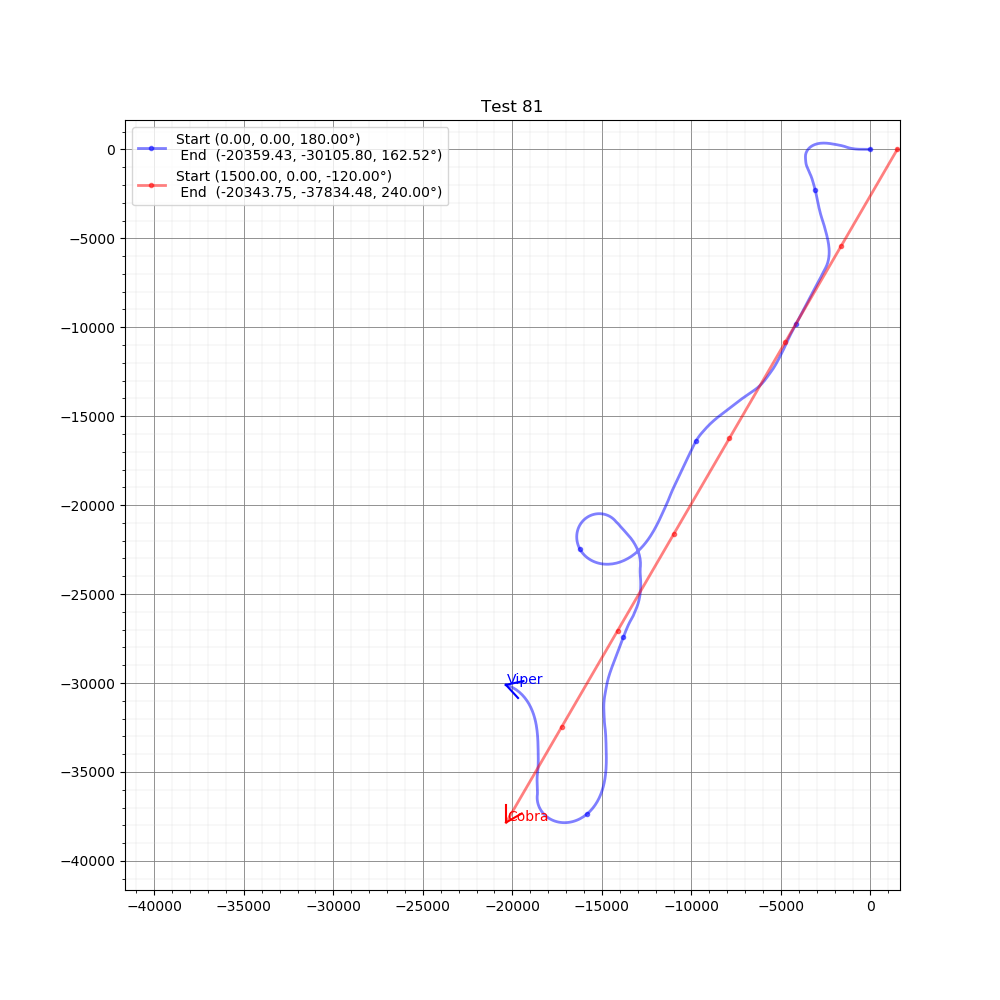 Test 81
Start (0.00, 0.00, 180.00°)
End (-20359.43, -30105.80, 162.52°)
Start (1500.00, 0.00, -120.00°)
End (-20343.75, -37834.48, 240.00°)
0
−5000
−10000
−15000
−20000
−25000
−30000
−35000
−40000
Viper
Cobra
−40000 −35000 −30000 −25000 −20000 −15000 −10000 −5000 0